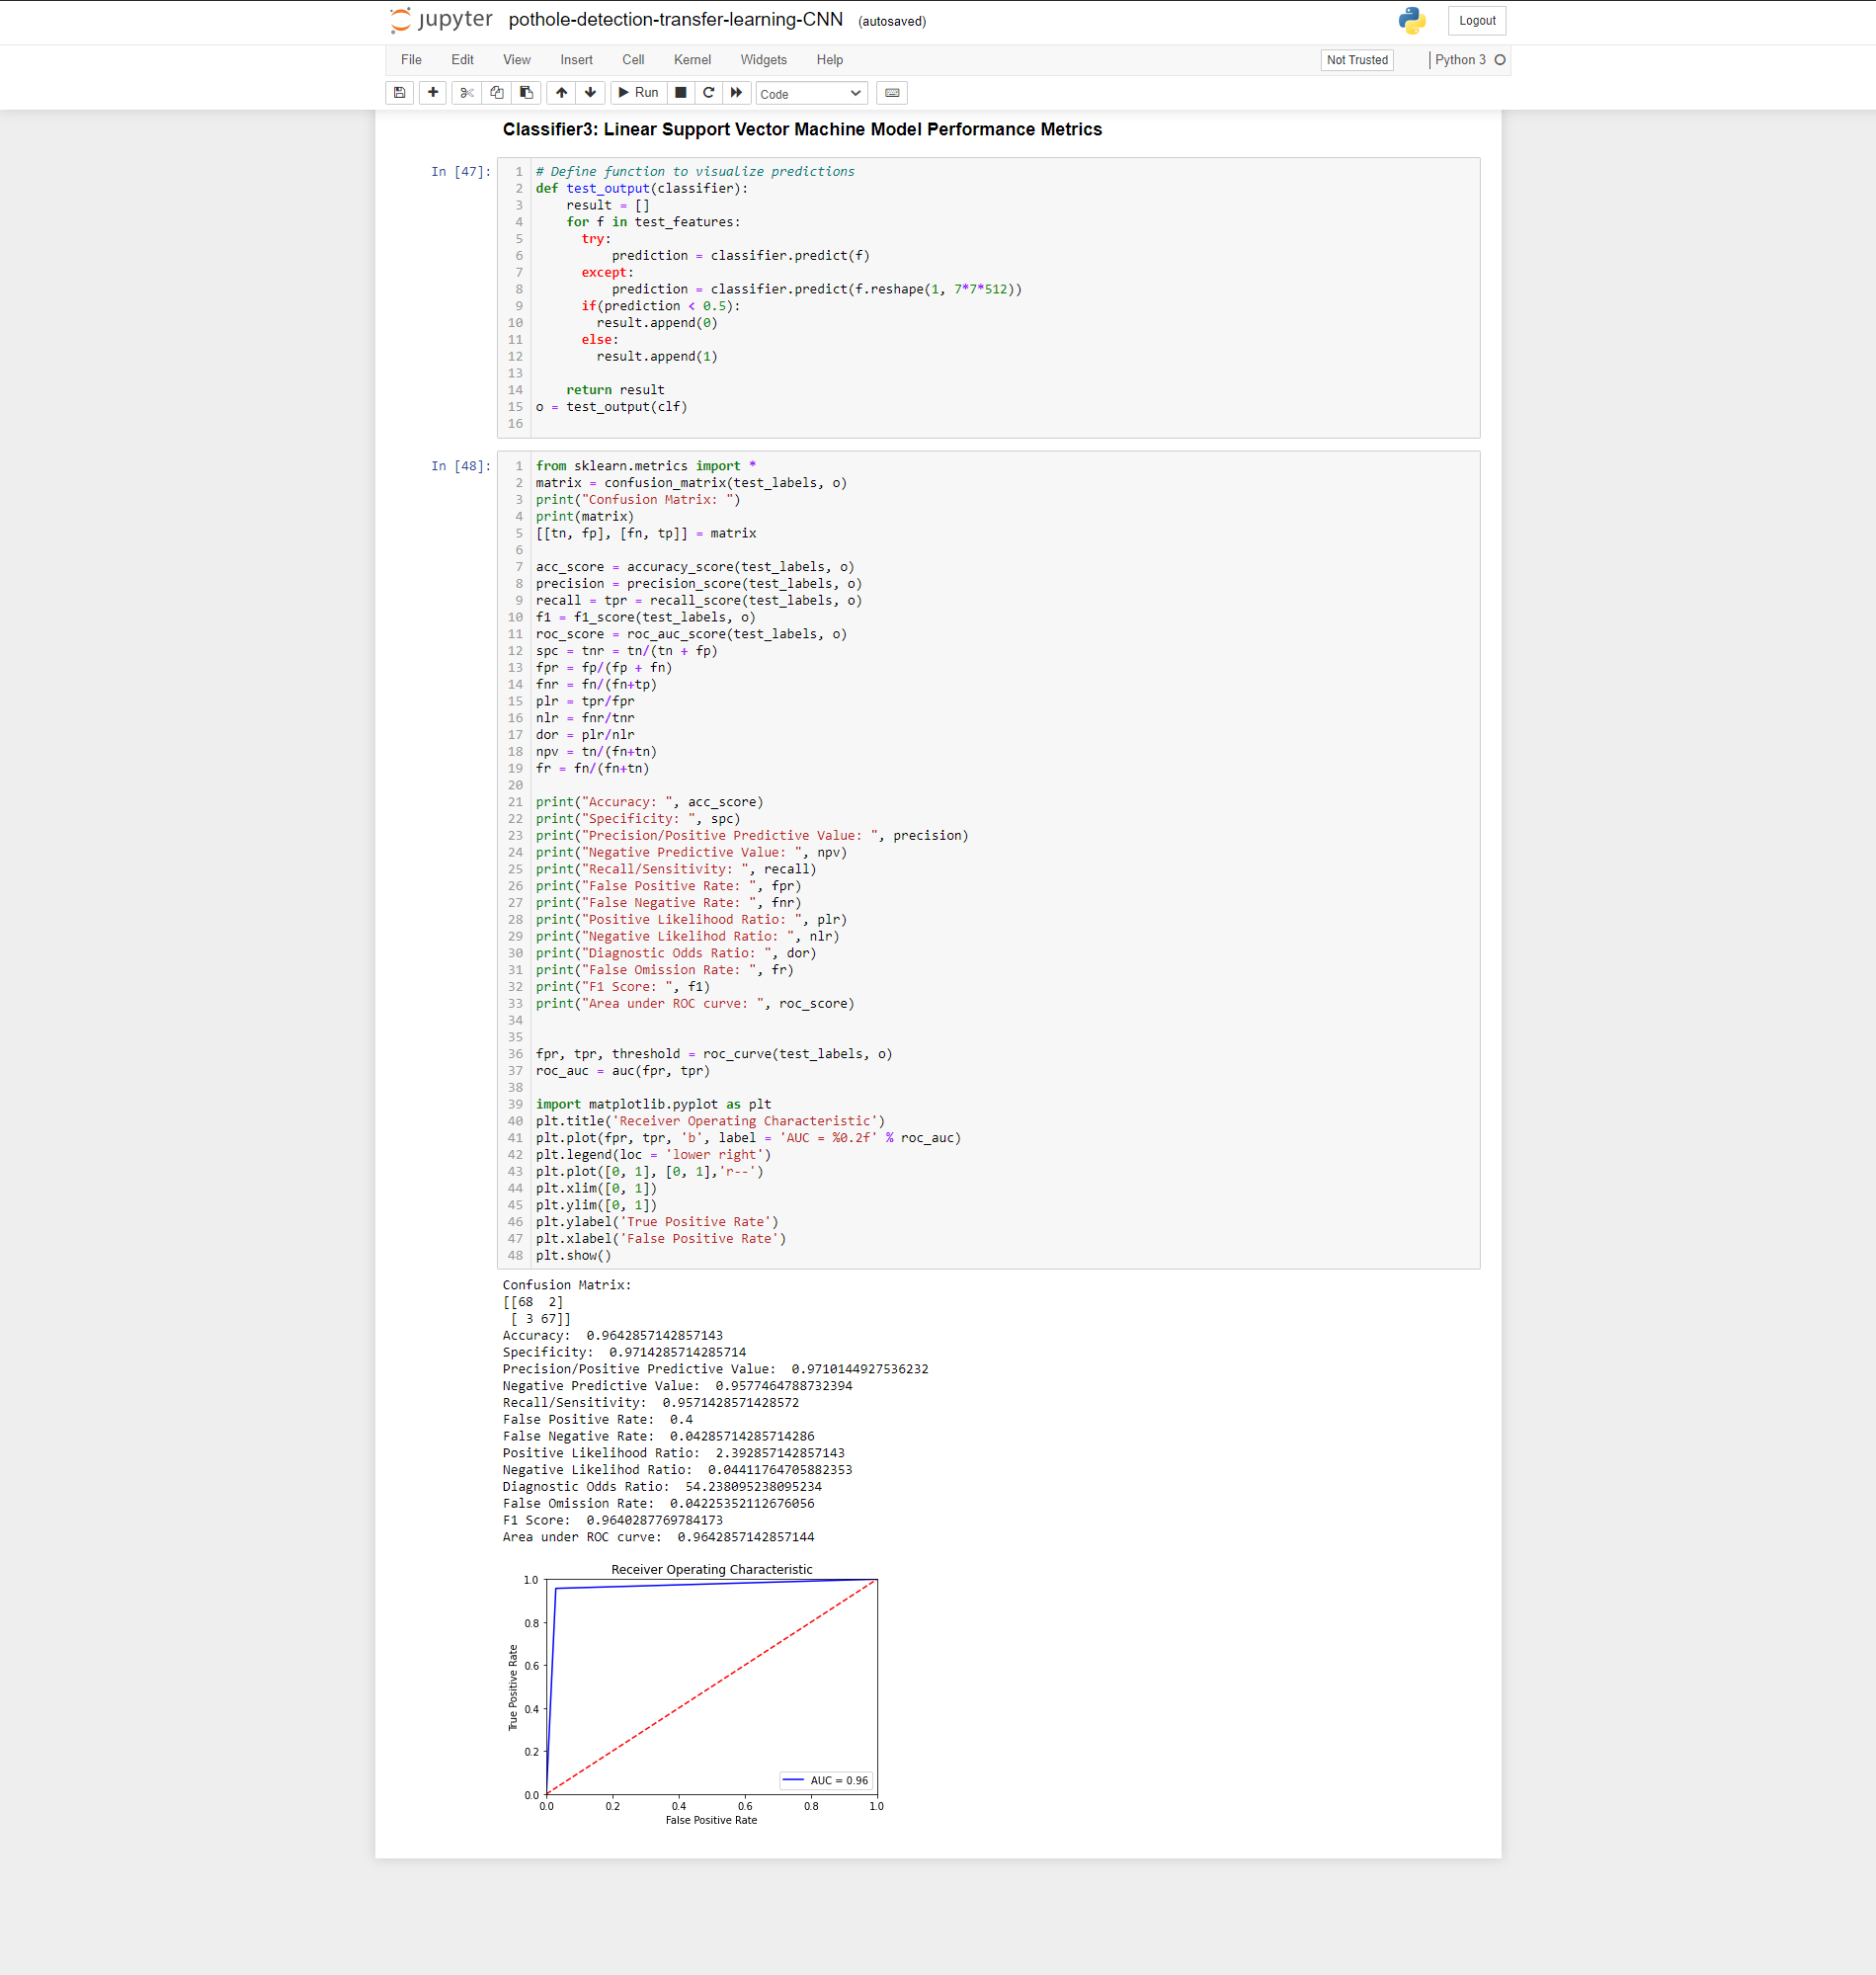 jupyter pothole-detection-transfer-learning-CNN (autosaved) Logout
File Edit View Insert Cell Kernel Widgets Help Not Trusted Python 3
Run Code
Classifier3: Linear Support Vector Machine Model Performance Metrics
In [47]:
1 # Define function to visualize predictions
2 def test_output(classifier):
3 result = []
4 for f in test_features:
5 try:
6 prediction = classifier.predict(f)
7 except:
8 prediction = classifier.predict(f.reshape(1, 7*7*512))
9 if(prediction < 0.5):
10 result.append(0)
11 else:
12 result.append(1)
13
14 return result
15 o = test_output(clf)
16
In [48]:
1 from sklearn.metrics import *
2 matrix = confusion_matrix(test_labels, o)
3 print("Confusion Matrix: ")
4 print(matrix)
5 [[tn, fp], [fn, tp]] = matrix
6
7 acc_score = accuracy_score(test_labels, o)
8 precision = precision_score(test_labels, o)
9 recall = tpr = recall_score(test_labels, o)
10 f1 = f1_score(test_labels, o)
11 roc_score = roc_auc_score(test_labels, o)
12 spc = tnr = tn/(tn + fp)
13 fpr = fp/(fp + fn)
14 fnr = fn/(fn+tp)
15 plr = tpr/fpr
16 nlr = fnr/tnr
17 dor = plr/nlr
18 npv = tn/(fn+tn)
19 fr = fn/(fn+tn)
20
21 print("Accuracy: ", acc_score)
22 print("Specificity: ", spc)
23 print("Precision/Positive Predictive Value: ", precision)
24 print("Negative Predictive Value: ", npv)
25 print("Recall/Sensitivity: ", recall)
26 print("False Positive Rate: ", fpr)
27 print("False Negative Rate: ", fnr)
28 print("Positive Likelihood Ratio: ", plr)
29 print("Negative Likelihod Ratio: ", nlr)
30 print("Diagnostic Odds Ratio: ", dor)
31 print("False Omission Rate: ", fr)
32 print("F1 Score: ", f1)
33 print("Area under ROC curve: ", roc_score)
34
35
36 fpr, tpr, threshold = roc_curve(test_labels, o)
37 roc_auc = auc(fpr, tpr)
38
39 import matplotlib.pyplot as plt
40 plt.title('Receiver Operating Characteristic')
41 plt.plot(fpr, tpr, 'b', label = 'AUC = %0.2f' % roc_auc)
42 plt.legend(loc = 'lower right')
43 plt.plot([0, 1], [0, 1],'r--')
44 plt.xlim([0, 1])
45 plt.ylim([0, 1])
46 plt.ylabel('True Positive Rate')
47 plt.xlabel('False Positive Rate')
48 plt.show()
Confusion Matrix:
[[68 2]
[ 3 67]]
Accuracy: 0.9642857142857143
Specificity: 0.9714285714285714
Precision/Positive Predictive Value: 0.9710144927536232
Negative Predictive Value: 0.9577464788732394
Recall/Sensitivity: 0.9571428571428572
False Positive Rate: 0.4
False Negative Rate: 0.04285714285714286
Positive Likelihood Ratio: 2.392857142857143
Negative Likelihod Ratio: 0.04411764705882353
Diagnostic Odds Ratio: 54.238095238095234
False Omission Rate: 0.04225352112676056
F1 Score: 0.9640287769784173
Area under ROC curve: 0.9642857142857144
Receiver Operating Characteristic
1.0
0.8
0.6
0.4
0.2
0.0
True Positive Rate
AUC = 0.96
0.0 0.2 0.4 0.6 0.8 1.0
False Positive Rate